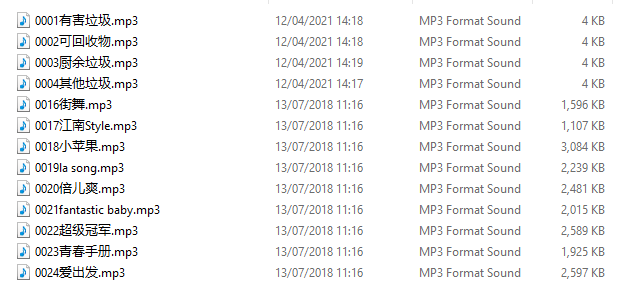 0001有害垃圾.mp3 12/04/2021 14:18 MP3 Format Sound 4 KB
0002可回收物.mp3 12/04/2021 14:18 MP3 Format Sound 4 KB
0003厨余垃圾.mp3 12/04/2021 14:19 MP3 Format Sound 4 KB
0004其他垃圾.mp3 12/04/2021 14:17 MP3 Format Sound 4 KB
0016街舞.mp3 13/07/2018 11:16 MP3 Format Sound 1,596 KB
0017江南Style.mp3 13/07/2018 11:16 MP3 Format Sound 1,107 KB
0018小苹果.mp3 13/07/2018 11:16 MP3 Format Sound 3,084 KB
0019la song.mp3 13/07/2018 11:16 MP3 Format Sound 2,239 KB
0020倍儿爽.mp3 13/07/2018 11:16 MP3 Format Sound 2,481 KB
0021fantastic baby.mp3 13/07/2018 11:16 MP3 Format Sound 2,015 KB
0022超级冠军.mp3 13/07/2018 11:16 MP3 Format Sound 2,589 KB
0023青春手册.mp3 13/07/2018 11:16 MP3 Format Sound 1,925 KB
0024爱出发.mp3 13/07/2018 11:16 MP3 Format Sound 2,597 KB